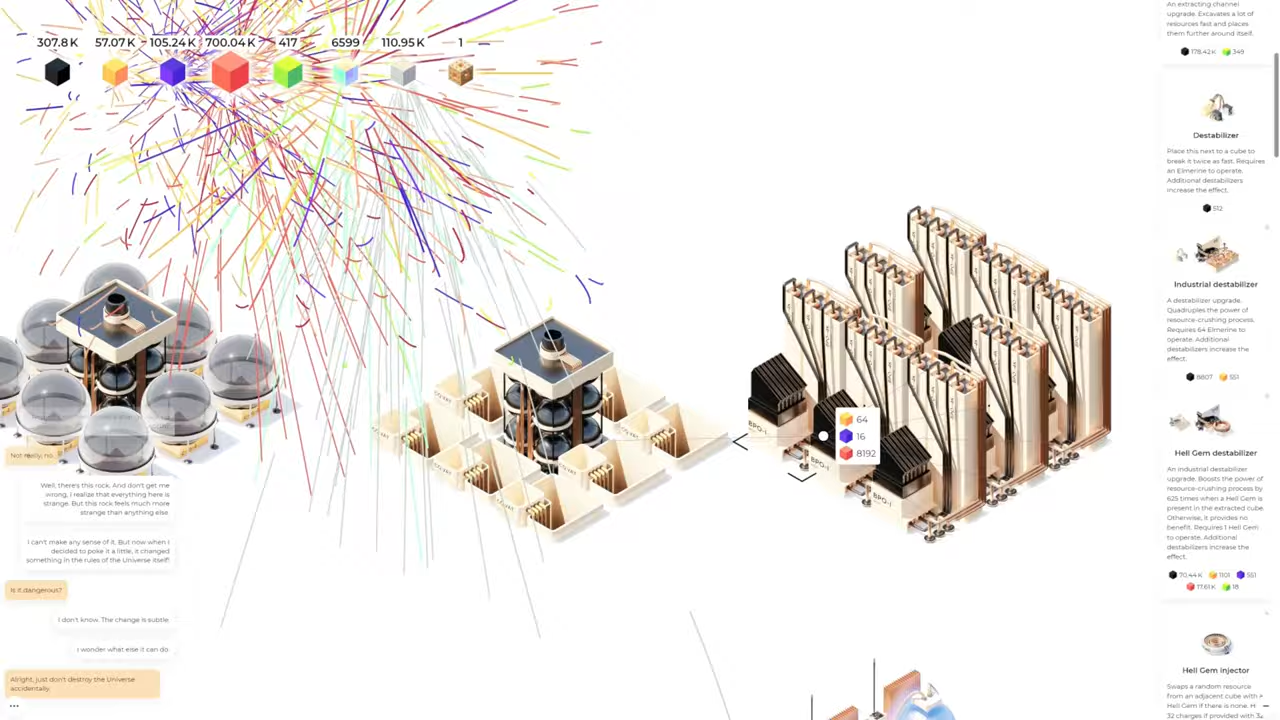 307.8 K 57.07 K 105.24 K 700.04 K 417 6599 110.95 K 1
An extracting channel
upgrade. Excavates a lot of
resources fast and places
them further around itself.
178.42 K 349
Destabilizer
Place this next to a cube to
break it twice as fast. Requires
an Elmerine to operate.
Additional destabilizers
increase the effect.
512
Industrial destabilizer
A destabilizer upgrade.
Quadruples the power of
resource-crushing process.
Requires 64 Elmerine to
operate. Additional
destabilizers increase the
effect.
8807 551
Hell Gem destabilizer
An industrial destabilizer
upgrade. Boosts the power of
resource-crushing process by
625 times when a Hell Gem is
present in the extracted cube.
Otherwise, it provides no
benefit. Requires 1 Hell Gem
to operate. Additional
destabilizers increase the
effect.
70.44 K 1101 551
17.61 K 18
Hell Gem injector
Swaps a random resource
from an adjacent cube with
Hell Gem if there is none. H
32 charges if provided with
64
16
8192
BPO-I
BPO-I
BPO-I
Not really, no.
Well, there's this rock. And don't get me
wrong, I realize that everything here is
strange. But this rock feels much more
strange than anything else.
I can't make any sense of it. But now when I
decided to poke it a little, it changed
something in the rules of the Universe itself!
Is it dangerous?
I don't know. The change is subtle.
I wonder what else it can do.
Alright, just don't destroy the Universe
accidentally.